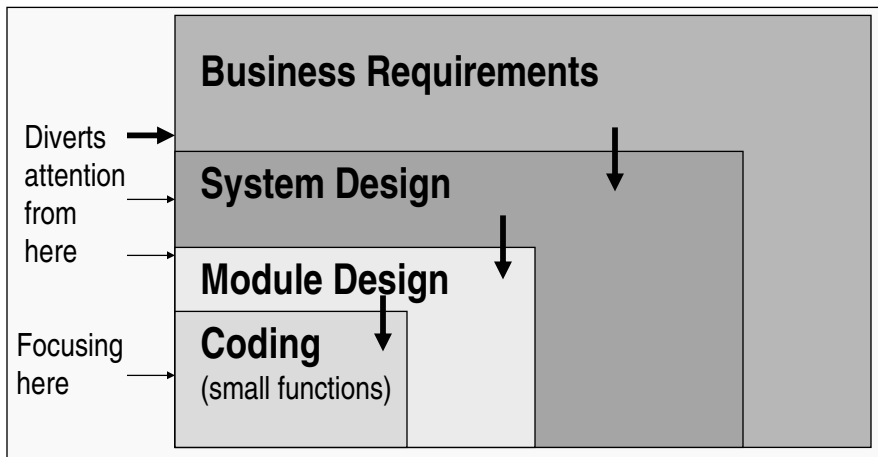 Business Requirements
Diverts
attention
from
here
System Design
Module Design
Focusing
here
Coding
(small functions)